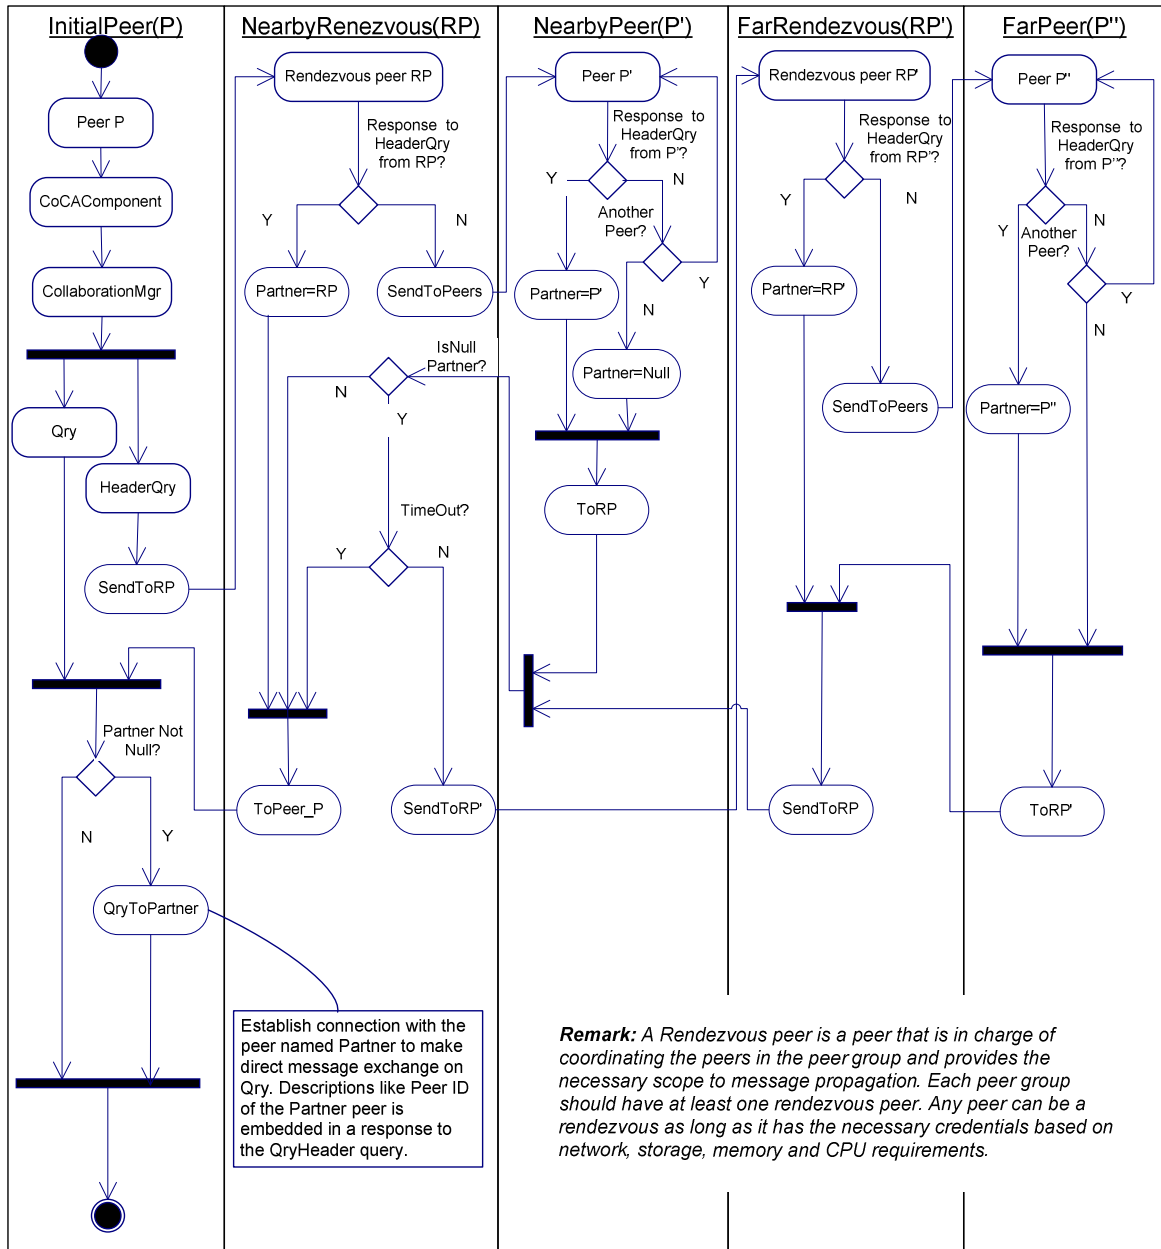 InitialPeer(P)
Peer P
CoCAComponent
CollaborationMgr
Qry
HeaderQry
SendToRP
Partner Not
Null?
N
Y
QryToPartner
NearbyRenezvous(RP)
Rendezvous peer RP
Response to
HeaderQry
from RP?
Y
N
Partner=RP
SendToPeers
IsNull
Partner?
N
Y
TimeOut?
Y
N
ToPeer_P
SendToRP'
Establish connection with the
peer named Partner to make
direct message exchange on
Qry. Descriptions like Peer ID
of the Partner peer is
embedded in a response to
the QryHeader query.
NearbyPeer(P')
Peer P'
Response to
HeaderQry
from P'?
Y
N
Another
Peer?
Partner=P'
Y
N
Partner=Null
ToRP
FarRendezvous(RP')
Rendezvous peer RP'
Response to
HeaderQry
from RP'?
Y
N
Partner=RP'
SendToPeers
SendToRP
FarPeer(P'')
Peer P''
Response to
HeaderQry
from P''?
Y
N
Another
Peer?
Y
N
Partner=P''
ToRP'
Remark: A Rendezvous peer is a peer that is in charge of
coordinating the peers in the peer group and provides the
necessary scope to message propagation. Each peer group
should have at least one rendezvous peer. Any peer can be a
rendezvous as long as it has the necessary credentials based on
network, storage, memory and CPU requirements.